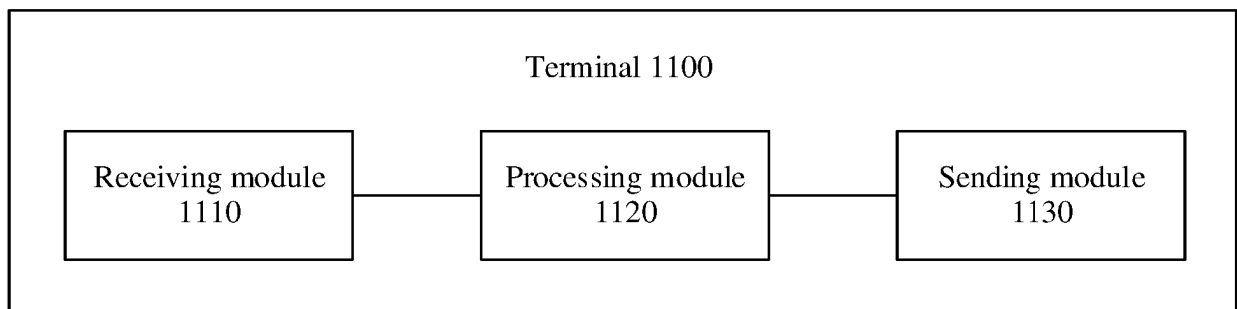 Terminal 1100
Receiving module
1110
Processing module
1120
Sending module
1130